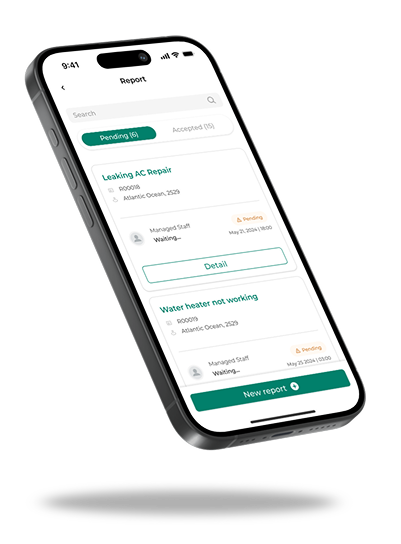 9:41
Report
Search
Pending (6)
Accepted (15)
Leaking AC Repair
R00018
Atlantic Ocean, 2529
Managed Staff
Pending
Waiting...
May 21, 2024 | 18:00
Detail
Water heater not working
R00019
Atlantic Ocean, 2529
Managed Staff
Pending
Waiting...
May 21, 2024 | 03:00
New report